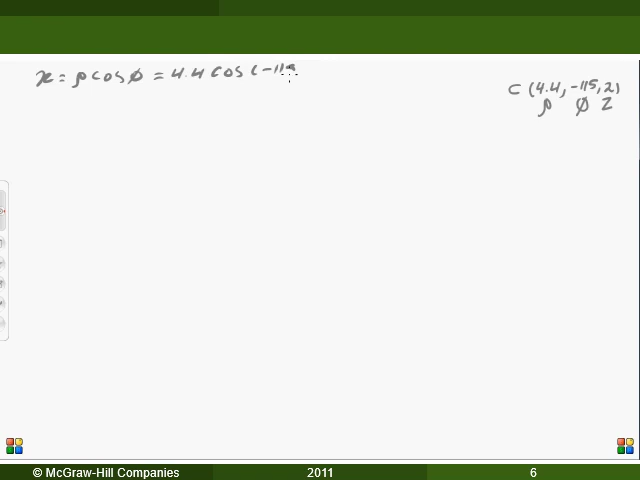 x = ρ cos φ = 4.4 cos (-115
C (4.4, -115, 2)
ρ φ Z
© McGraw-Hill Companies 2011 6